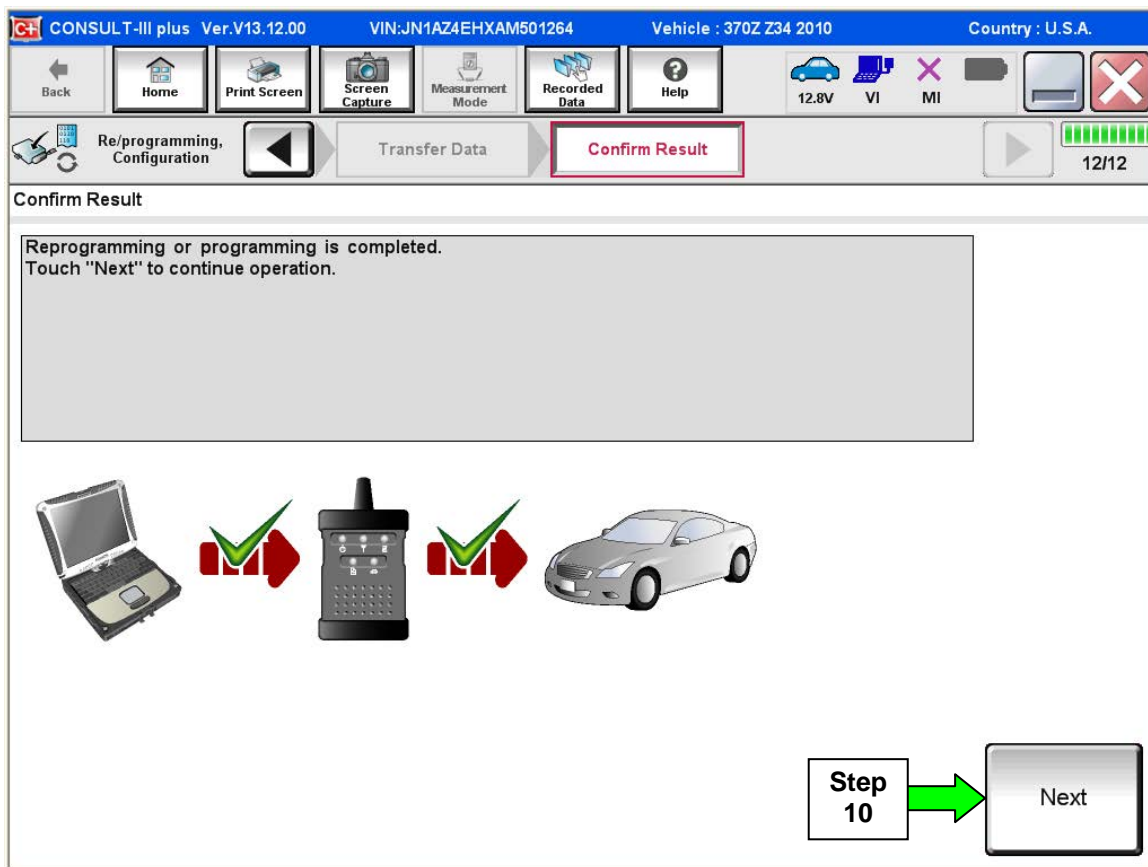 C+ CONSULT-III plus Ver.V13.12.00 VIN:JN1AZ4EHXAM501264 Vehicle : 370Z Z34 2010 Country : U.S.A.
Back
Home
Print Screen
Screen
Capture
Measurement
Mode
Recorded
Data
Help
12.8V VI MI
Re/programming,
Configuration
Transfer Data
Confirm Result
12/12
Confirm Result
Reprogramming or programming is completed.
Touch "Next" to continue operation.
Step
10
Next